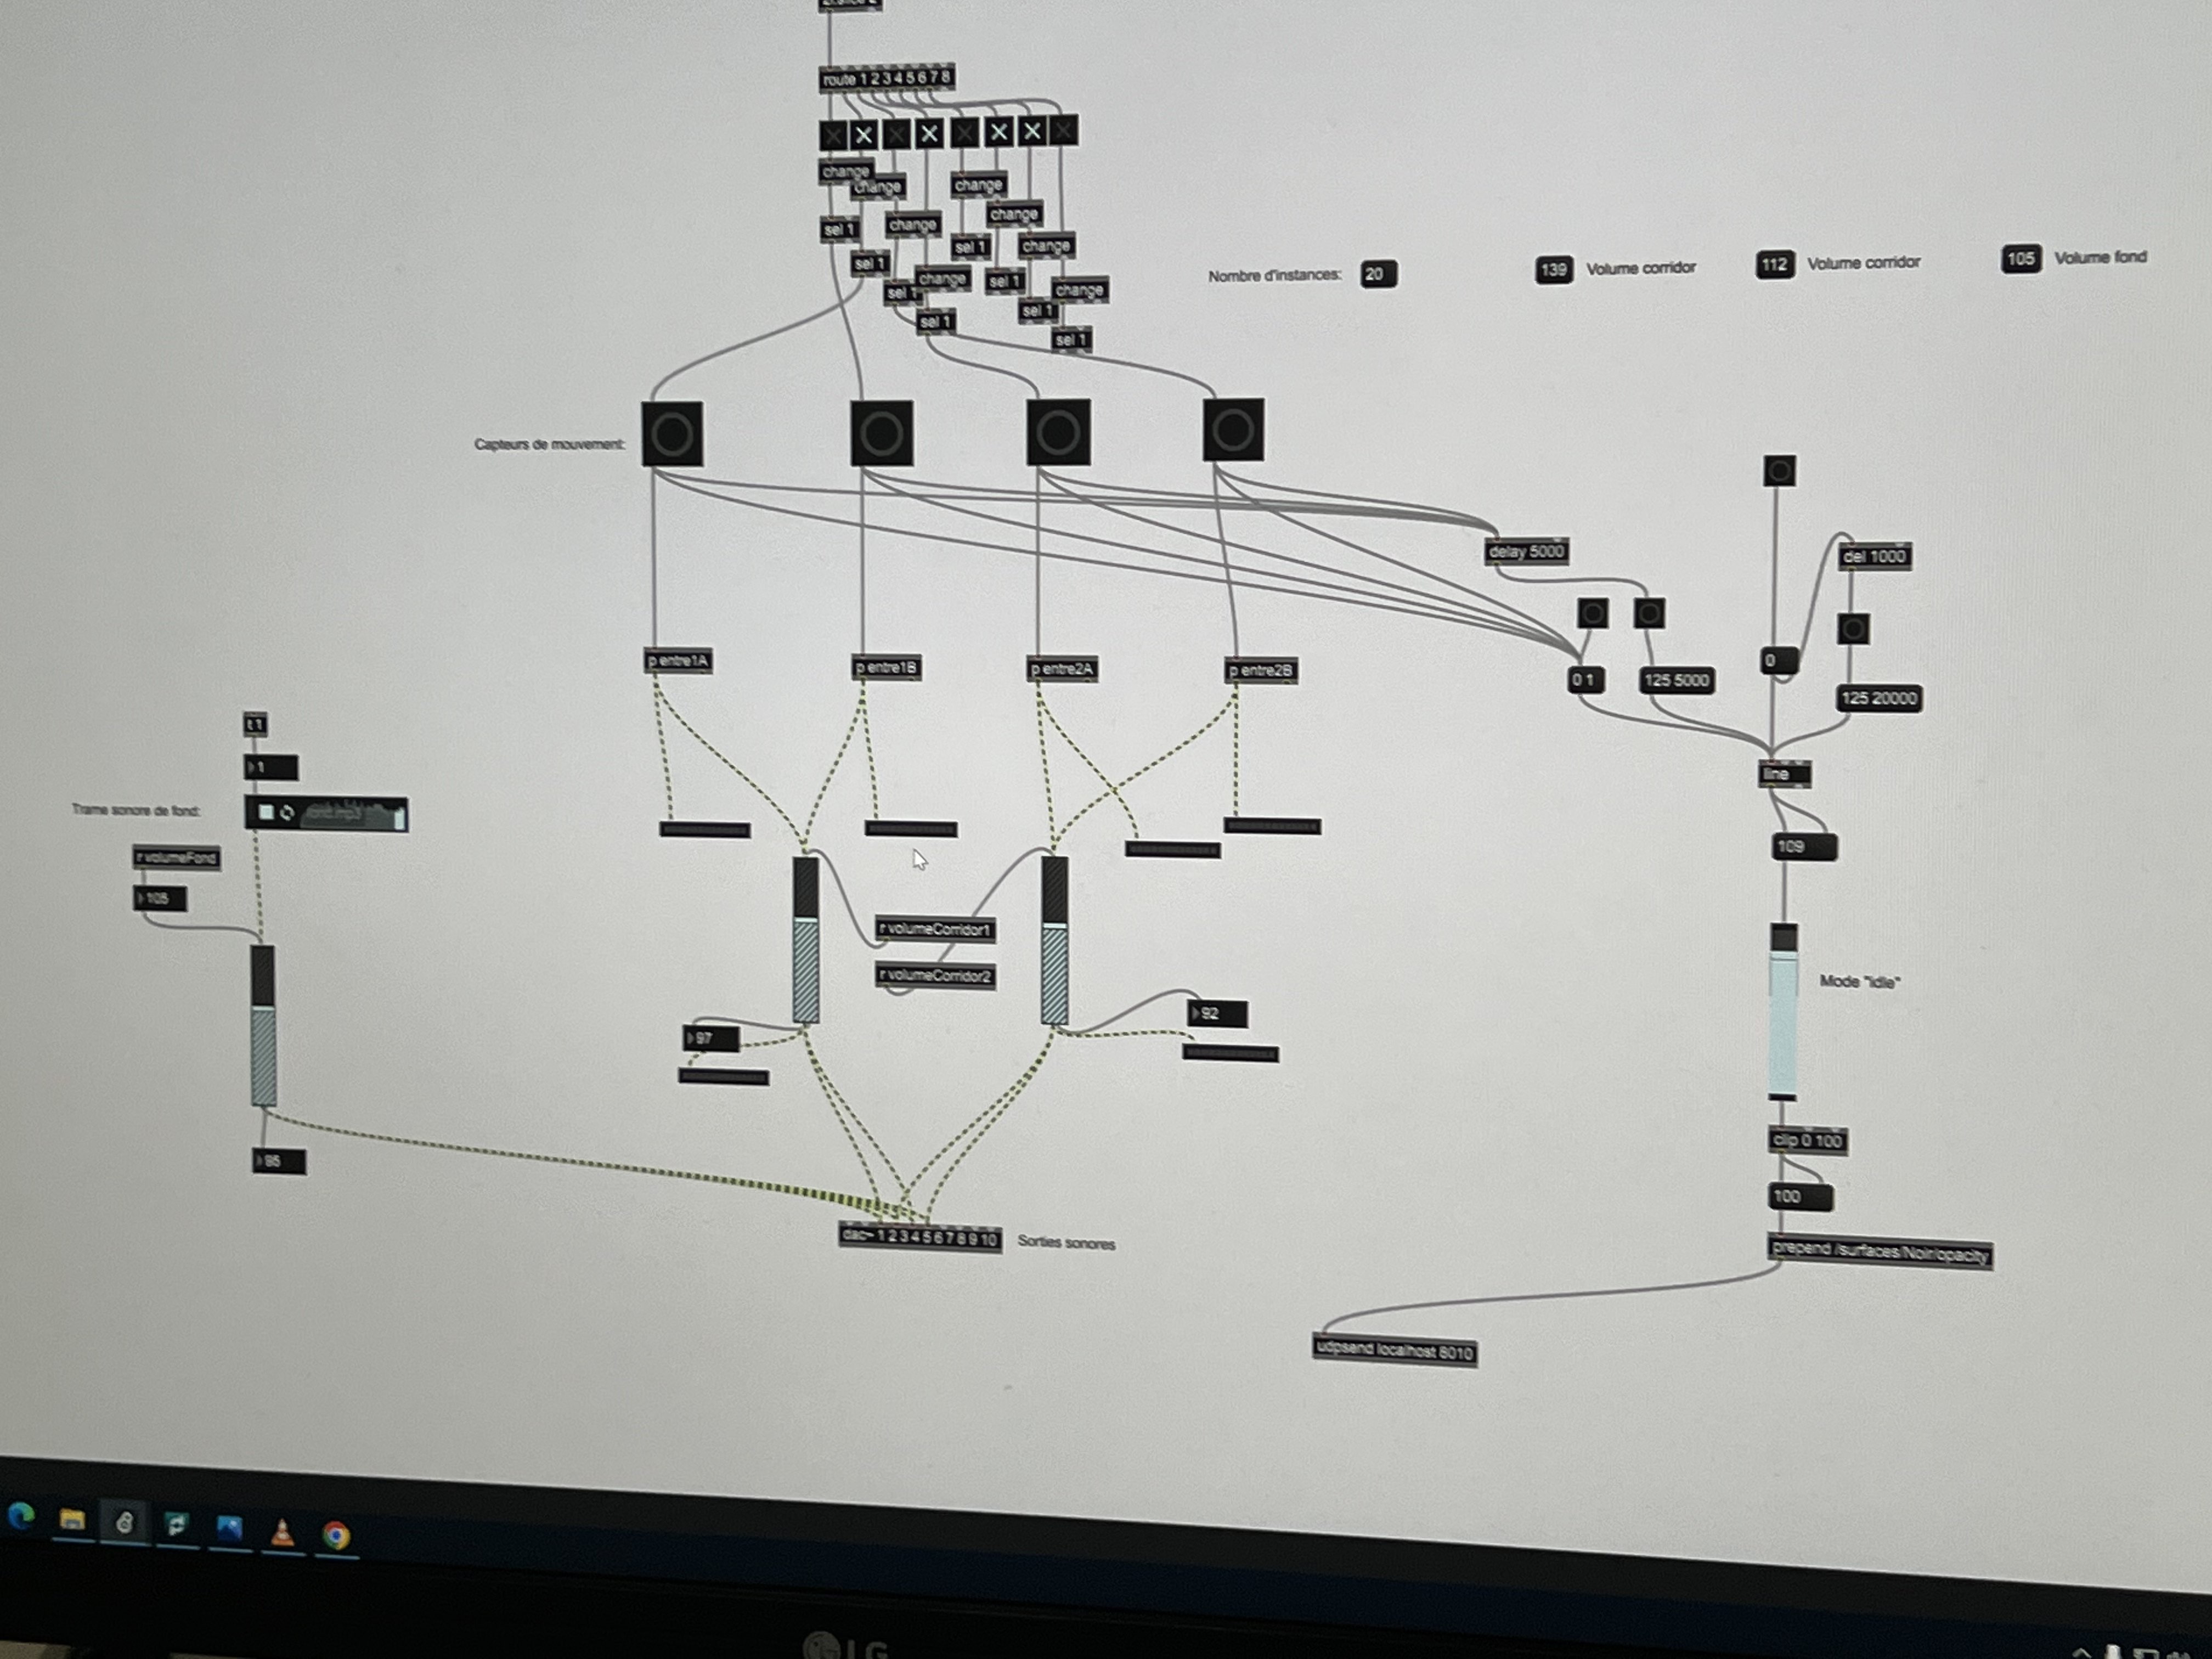 route 1 2 3 4 5 6 7 8
change
change
change
change
change
change
change
change
sel 1
sel 1
sel 1
sel 1
sel 1
sel 1
sel 1
sel 1
Nombre d'instances: 20
139 Volume corridor
112 Volume corridor
105 Volume fond
Capteurs de mouvement:
delay 5000
del 1000
p entre1A
p entre1B
p entre2A
p entre2B
0 1
125 5000
0
125 20000
t 1
1
line
Trame sonore de fond:
fond.mp3
109
r volumeFond
105
r volumeCorridor1
r volumeCorridor2
Mode "idle"
97
92
95
clip 0 100
100
dac~ 1 2 3 4 5 6 7 8 9 10
Sorties sonores
prepend /surfaces/Noir/opacity
udpsend localhost 8010
LG